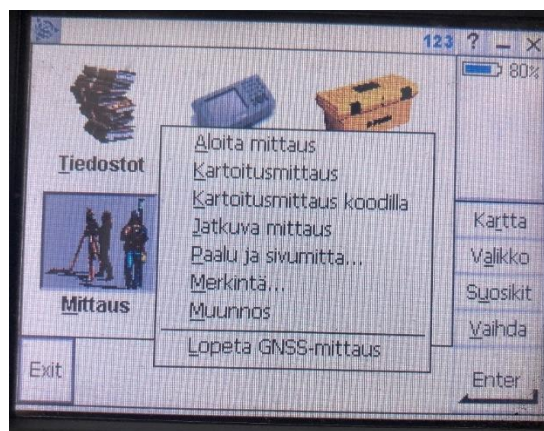 123 ? – ×
80%
Tiedostot
Aloita mittaus
Kartoitusmittaus
Kartoitusmittaus koodilla
Jatkuva mittaus
Paalu ja sivumitta...
Merkintä...
Muunnos
Lopeta GNSS-mittaus
Mittaus
Kartta
Valikko
Suosikit
Vaihda
Exit
Enter